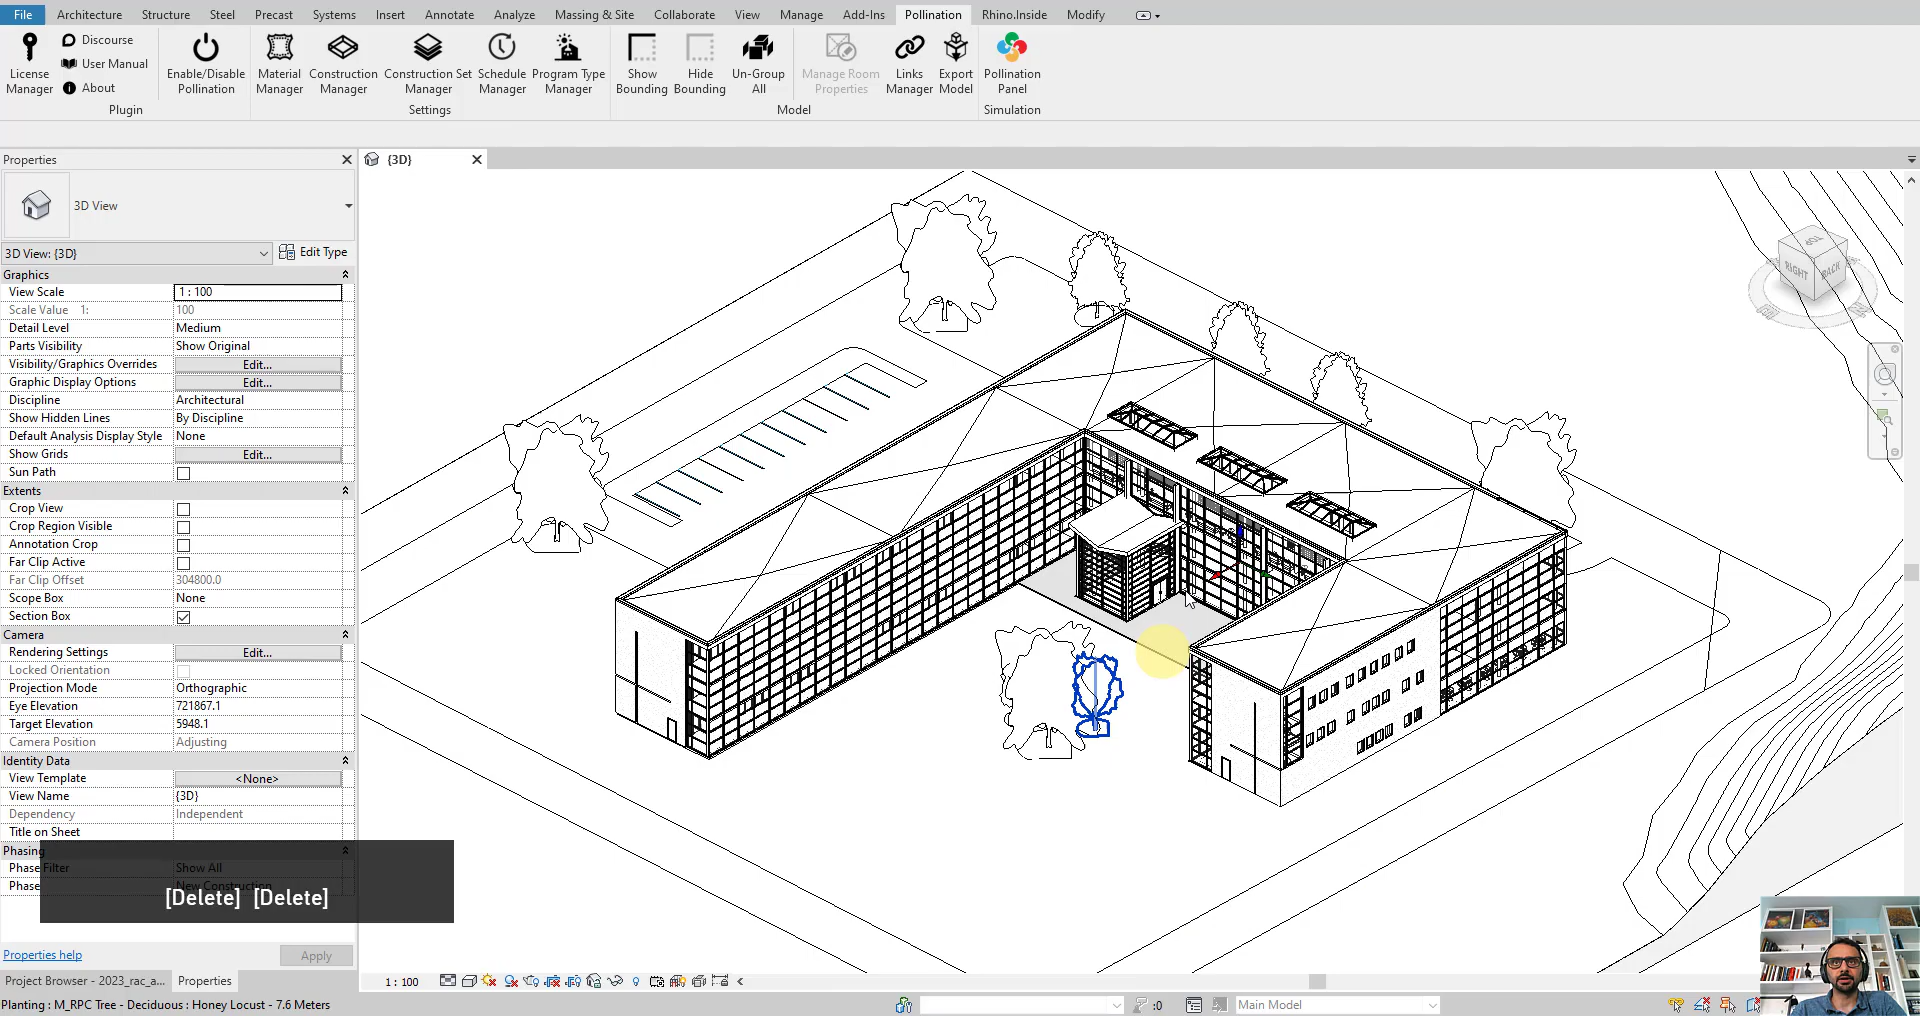 File Architecture Structure Steel Precast Systems Insert Annotate Analyze Massing & Site Collaborate View Manage Add-Ins Pollination Rhino.Inside Modify
License Manager
Discourse
User Manual
About
Enable/Disable Pollination
Material Manager
Construction Manager
Construction Set Manager
Schedule Manager
Program Type Manager
Show Bounding
Hide Bounding
Un-Group All
Manage Room Properties
Links Manager
Export Model
Pollination Panel
Plugin
Settings
Model
Simulation
Properties
{3D}
3D View
3D View: {3D}
Edit Type
Graphics
View Scale 1 : 100
Scale Value 1: 100
Detail Level Medium
Parts Visibility Show Original
Visibility/Graphics Overrides Edit...
Graphic Display Options Edit...
Discipline Architectural
Show Hidden Lines By Discipline
Default Analysis Display Style None
Show Grids Edit...
Sun Path
Extents
Crop View
Crop Region Visible
Annotation Crop
Far Clip Active
Far Clip Offset 304800.0
Scope Box None
Section Box
Camera
Rendering Settings Edit...
Locked Orientation
Projection Mode Orthographic
Eye Elevation 721867.1
Target Elevation 5948.1
Camera Position Adjusting
Identity Data
View Template <None>
View Name {3D}
Dependency Independent
Title on Sheet
Phasing
Phase Filter Show All
Phase New Construction
[Delete] [Delete]
Properties help
Apply
Project Browser - 2023_rac_a...
Properties
1 : 100
Planting : M_RPC Tree - Deciduous : Honey Locust - 7.6 Meters
:0
Main Model
TOP
RIGHT
BACK